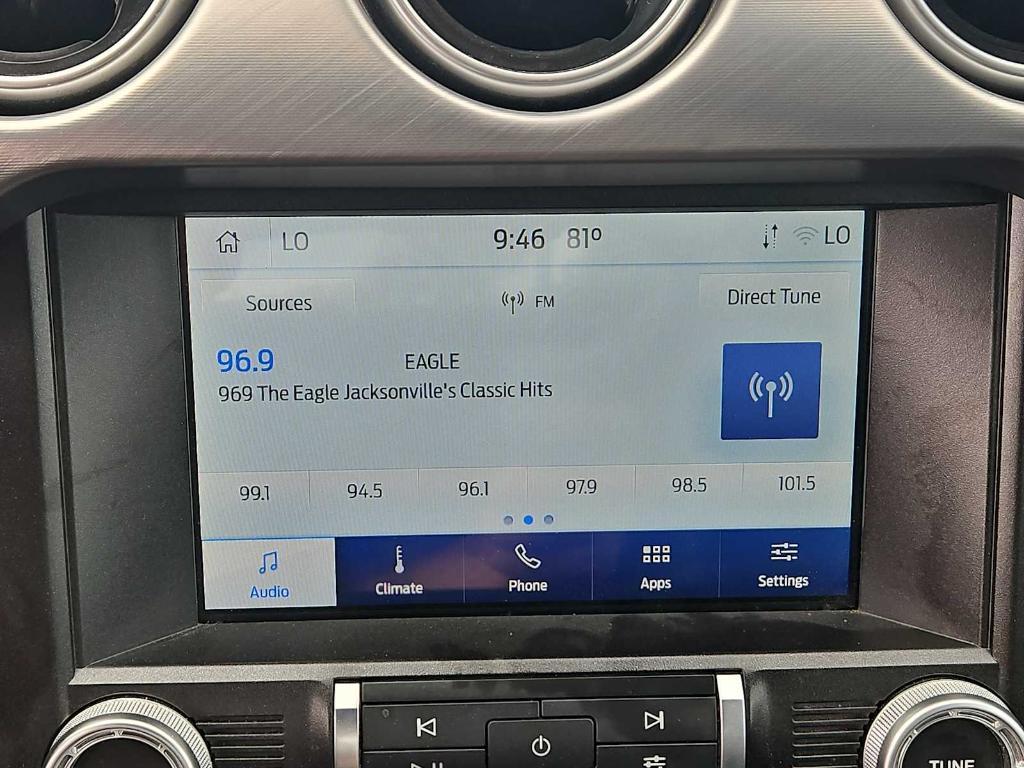 LO 9:46 81° LO
Sources FM Direct Tune
96.9 EAGLE
969 The Eagle Jacksonville's Classic Hits
99.1 94.5 96.1 97.9 98.5 101.5
Audio Climate Phone Apps Settings
TUNE